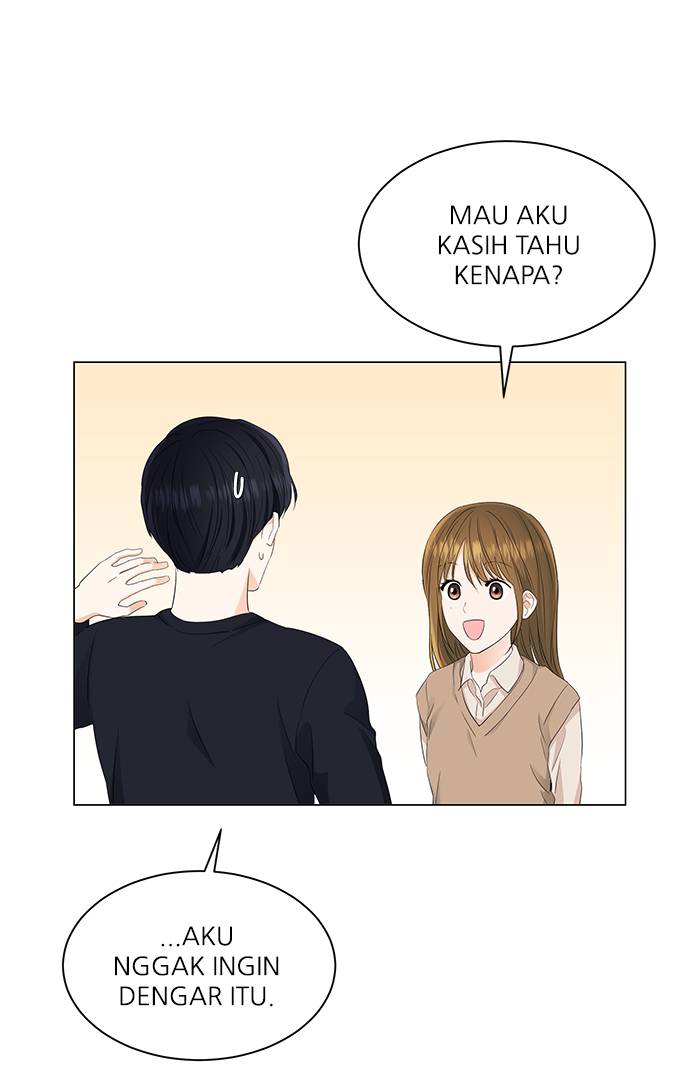 MAU AKU
KASIH TAHU
KENAPA?
...AKU
NGGAK INGIN
DENGAR ITU.